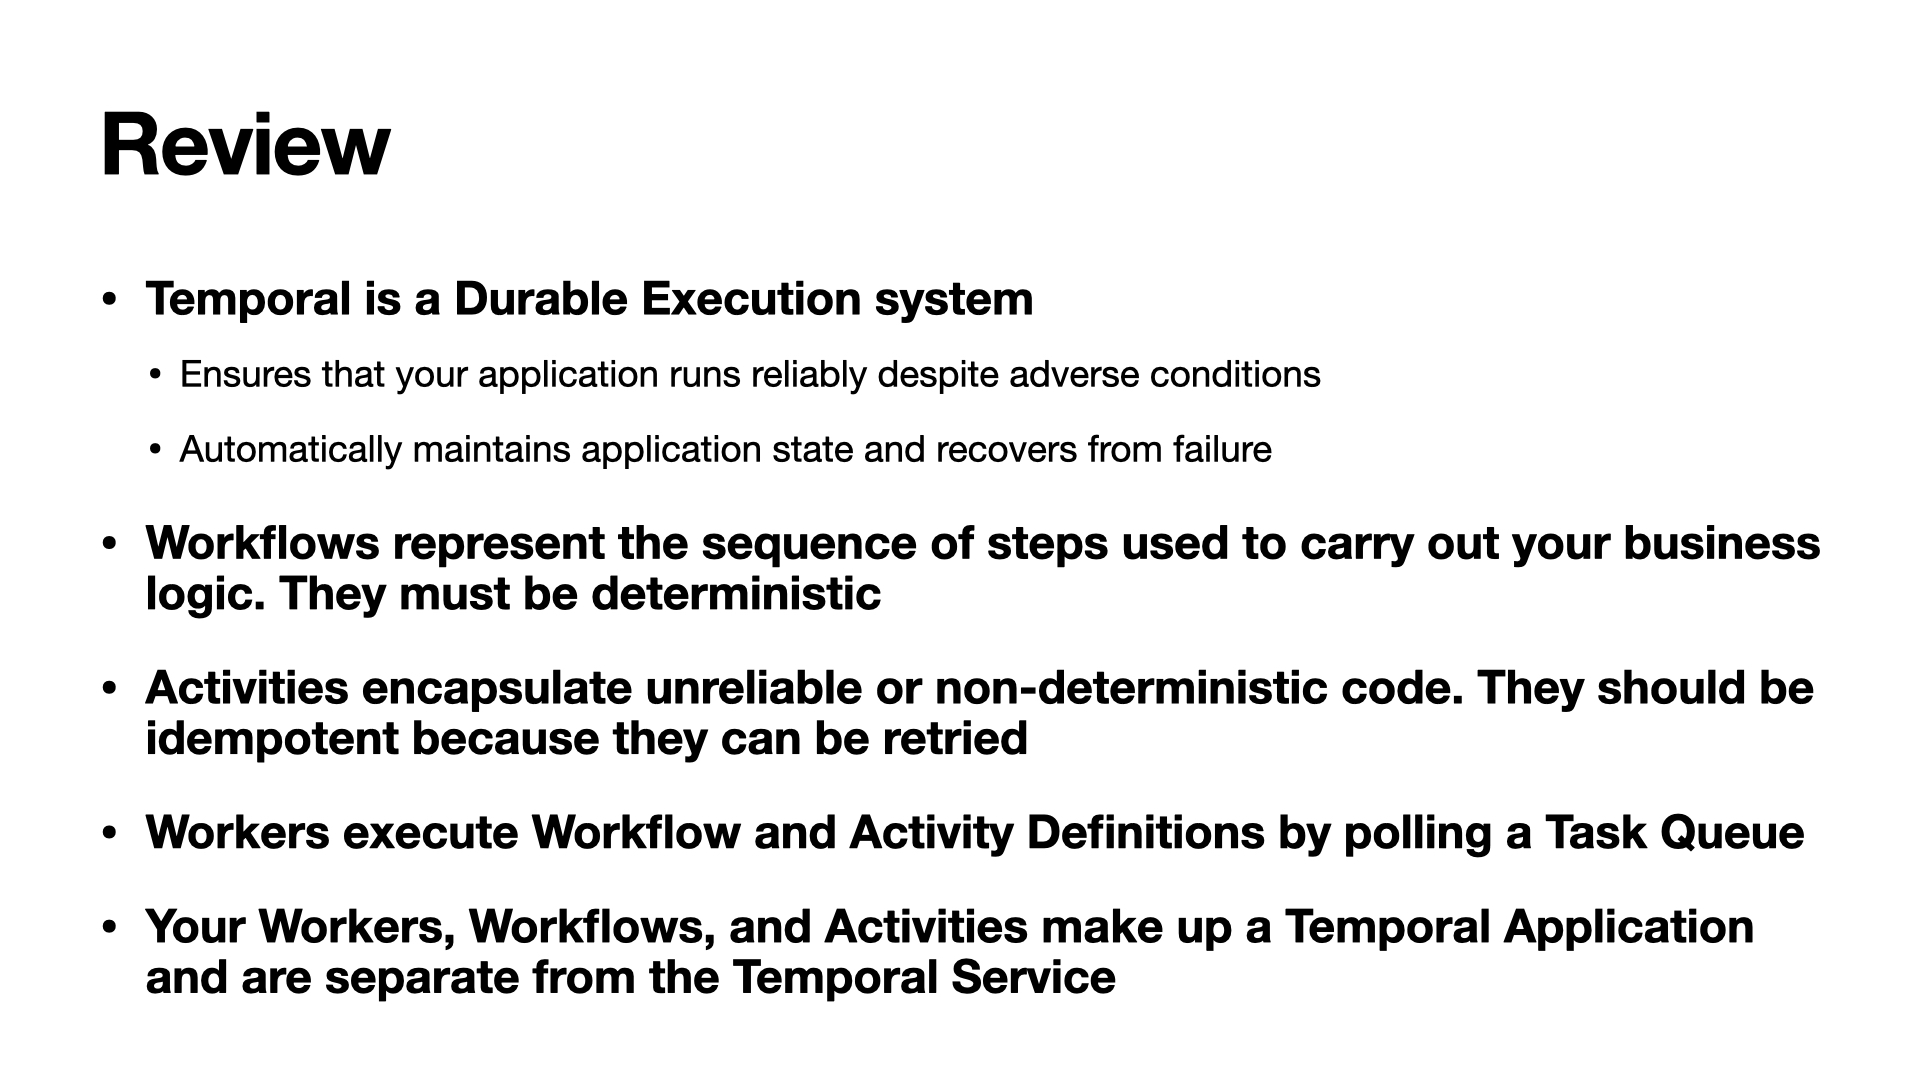 Review
• Temporal is a Durable Execution system
• Ensures that your application runs reliably despite adverse conditions
• Automatically maintains application state and recovers from failure
• Workflows represent the sequence of steps used to carry out your business
logic. They must be deterministic
• Activities encapsulate unreliable or non-deterministic code. They should be
idempotent because they can be retried
• Workers execute Workflow and Activity Definitions by polling a Task Queue
• Your Workers, Workflows, and Activities make up a Temporal Application
and are separate from the Temporal Service